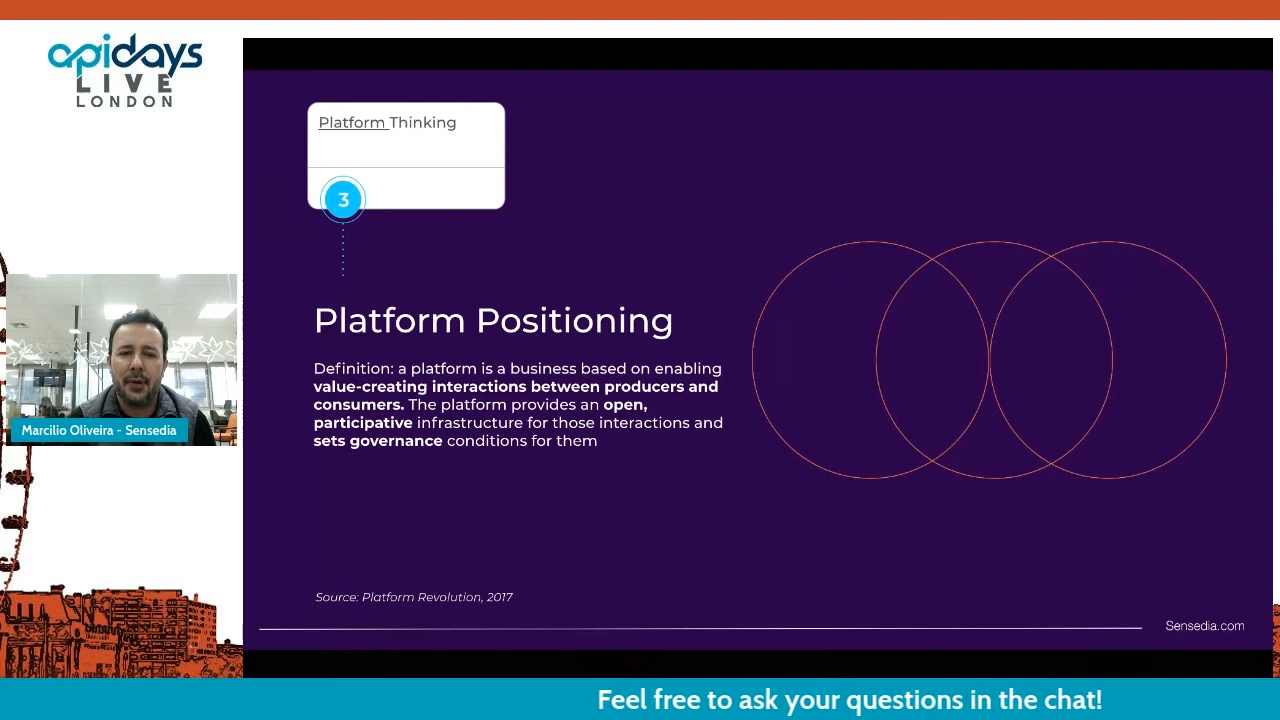 apidays
LIVE
LONDON
Platform Thinking
3
Platform Positioning
Definition: a platform is a business based on enabling
value-creating interactions between producers and
consumers. The platform provides an open,
participative infrastructure for those interactions and
sets governance conditions for them
Marcilio Oliveira - Sensedia
Source: Platform Revolution, 2017
Sensedia.com
Feel free to ask your questions in the chat!